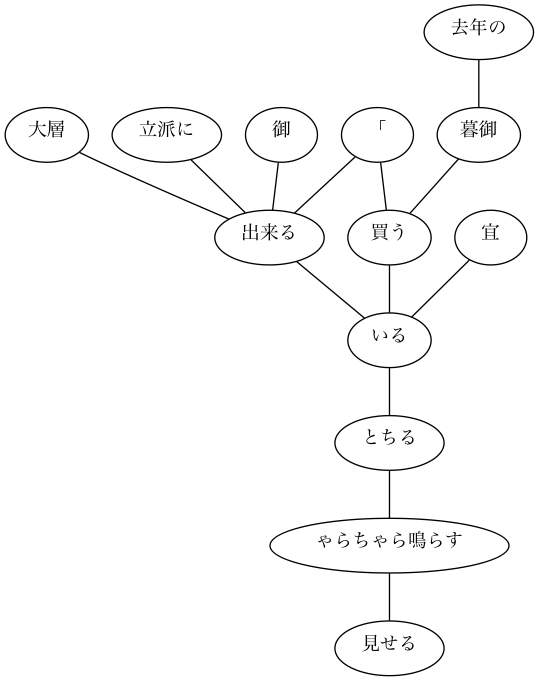 去年の
大層 立派に 御 「 暮御
出来る 買う 宜
いる
とちる
ゃらちゃら鳴らす
見せる